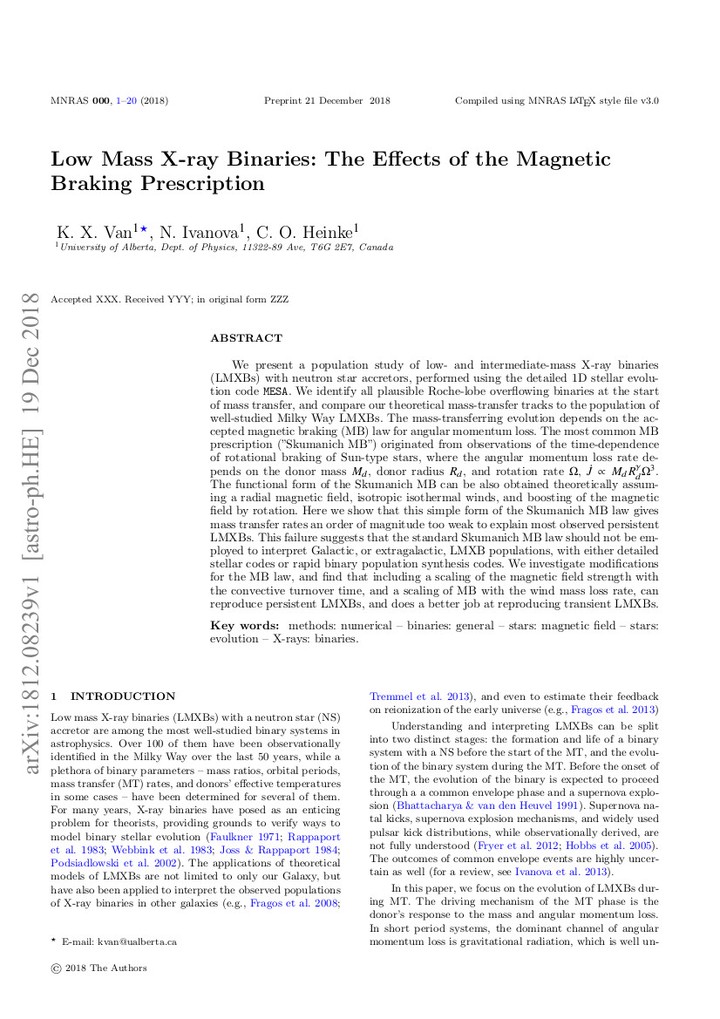 MNRAS 000, 1–20 (2018)
Preprint 21 December 2018
Compiled using MNRAS LATEX style file v3.0
Low Mass X-ray Binaries: The Effects of the Magnetic
Braking Prescription
K. X. Van1⋆, N. Ivanova1, C. O. Heinke1
1University of Alberta, Dept. of Physics, 11322-89 Ave, T6G 2E7, Canada
Accepted XXX. Received YYY; in original form ZZZ
arXiv:1812.08239v1 [astro-ph.HE] 19 Dec 2018
ABSTRACT
We present a population study of low- and intermediate-mass X-ray binaries
(LMXBs) with neutron star accretors, performed using the detailed 1D stellar evolu-
tion code MESA. We identify all plausible Roche-lobe overflowing binaries at the start
of mass transfer, and compare our theoretical mass-transfer tracks to the population of
well-studied Milky Way LMXBs. The mass-transferring evolution depends on the ac-
cepted magnetic braking (MB) law for angular momentum loss. The most common MB
prescription ("Skumanich MB") originated from observations of the time-dependence
of rotational braking of Sun-type stars, where the angular momentum loss rate de-
pends on the donor mass Md, donor radius Rd, and rotation rate Ω, J̇ ∝ MdRdγΩ3.
The functional form of the Skumanich MB can be also obtained theoretically assum-
ing a radial magnetic field, isotropic isothermal winds, and boosting of the magnetic
field by rotation. Here we show that this simple form of the Skumanich MB law gives
mass transfer rates an order of magnitude too weak to explain most observed persistent
LMXBs. This failure suggests that the standard Skumanich MB law should not be em-
ployed to interpret Galactic, or extragalactic, LMXB populations, with either detailed
stellar codes or rapid binary population synthesis codes. We investigate modifications
for the MB law, and find that including a scaling of the magnetic field strength with
the convective turnover time, and a scaling of MB with the wind mass loss rate, can
reproduce persistent LMXBs, and does a better job at reproducing transient LMXBs.
Key words: methods: numerical – binaries: general – stars: magnetic field – stars:
evolution – X-rays: binaries.
1 INTRODUCTION
Low mass X-ray binaries (LMXBs) with a neutron star (NS)
accretor are among the most well-studied binary systems in
astrophysics. Over 100 of them have been observationally
identified in the Milky Way over the last 50 years, while a
plethora of binary parameters – mass ratios, orbital periods,
mass transfer (MT) rates, and donors' effective temperatures
in some cases – have been determined for several of them.
For many years, X-ray binaries have posed as an enticing
problem for theorists, providing grounds to verify ways to
model binary stellar evolution (Faulkner 1971; Rappaport
et al. 1983; Webbink et al. 1983; Joss & Rappaport 1984;
Podsiadlowski et al. 2002). The applications of theoretical
models of LMXBs are not limited to only our Galaxy, but
have also been applied to interpret the observed populations
of X-ray binaries in other galaxies (e.g., Fragos et al. 2008;
⋆ E-mail: kvan@ualberta.ca
© 2018 The Authors
Tremmel et al. 2013), and even to estimate their feedback
on reionization of the early universe (e.g., Fragos et al. 2013)
Understanding and interpreting LMXBs can be split
into two distinct stages: the formation and life of a binary
system with a NS before the start of the MT, and the evolu-
tion of the binary system during the MT. Before the onset of
the MT, the evolution of the binary is expected to proceed
through a a common envelope phase and a supernova explo-
sion (Bhattacharya & van den Heuvel 1991). Supernova na-
tal kicks, supernova explosion mechanisms, and widely used
pulsar kick distributions, while observationally derived, are
not fully understood (Fryer et al. 2012; Hobbs et al. 2005).
The outcomes of common envelope events are highly uncer-
tain as well (for a review, see Ivanova et al. 2013).
In this paper, we focus on the evolution of LMXBs dur-
ing MT. The driving mechanism of the MT phase is the
donor's response to the mass and angular momentum loss.
In short period systems, the dominant channel of angular
momentum loss is gravitational radiation, which is well un-